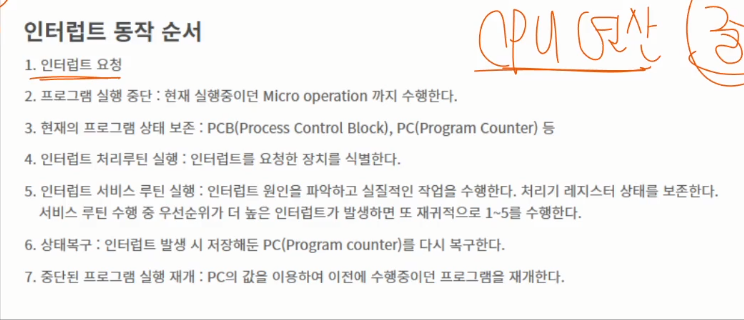 인터럽트 동작 순서
CPU 연산
1. 인터럽트 요청
2. 프로그램 실행 중단 : 현재 실행중이던 Micro operation 까지 수행한다.
3. 현재의 프로그램 상태 보존 : PCB(Process Control Block), PC(Program Counter) 등
4. 인터럽트 처리루틴 실행 : 인터럽트를 요청한 장치를 식별한다.
5. 인터럽트 서비스 루틴 실행 : 인터럽트 원인을 파악하고 실질적인 작업을 수행한다. 처리기 레지스터 상태를 보존한다.
서비스 루틴 수행 중 우선순위가 더 높은 인터럽트가 발생하면 또 재귀적으로 1~5를 수행한다.
6. 상태복구 : 인터럽트 발생 시 저장해둔 PC(Program counter)를 다시 복구한다.
7. 중단된 프로그램 실행 재개 : PC의 값을 이용하여 이전에 수행중이던 프로그램을 재개한다.